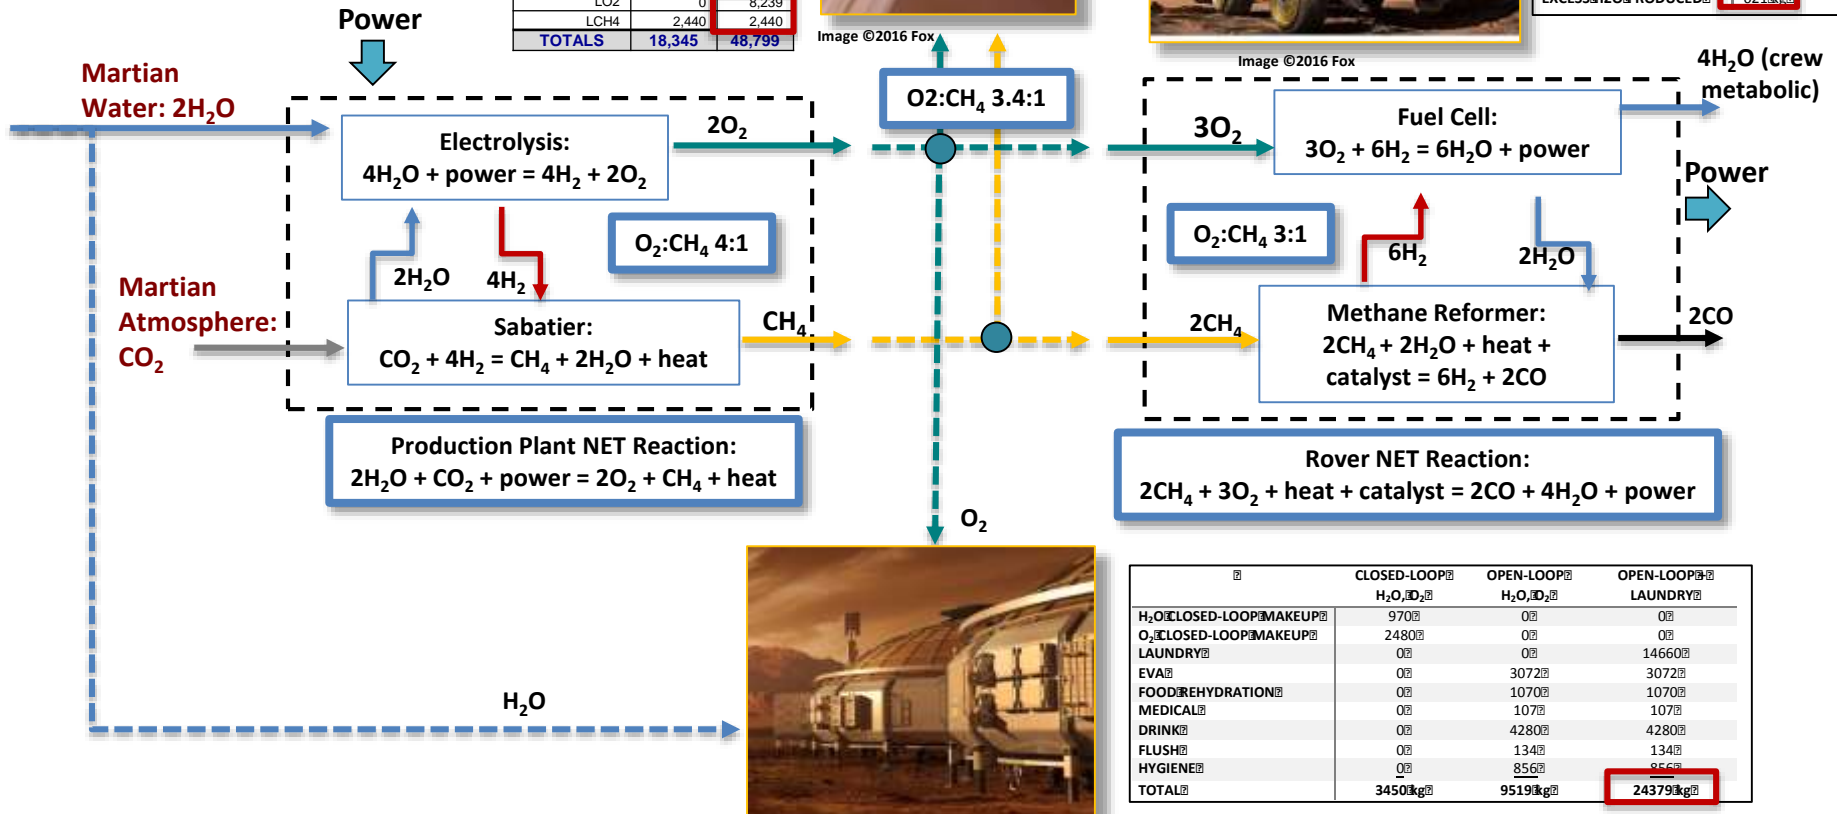 LO2 0 8,239
LCH4 2,440 2,440
TOTALS 18,345 48,799
Power
Image ©2016 Fox
Image ©2016 Fox
Martian
Water: 2H₂O
Electrolysis:
4H₂O + power = 4H₂ + 2O₂
2O₂
O2:CH₄ 3.4:1
3O₂
Fuel Cell:
3O₂ + 6H₂ = 6H₂O + power
4H₂O (crew
metabolic)
Power
2H₂O
4H₂
O₂:CH₄ 4:1
O₂:CH₄ 3:1
6H₂
2H₂O
Martian
Atmosphere:
CO₂
Sabatier:
CO₂ + 4H₂ = CH₄ + 2H₂O + heat
CH₄
2CH₄
Methane Reformer:
2CH₄ + 2H₂O + heat +
catalyst = 6H₂ + 2CO
2CO
Production Plant NET Reaction:
2H₂O + CO₂ + power = 2O₂ + CH₄ + heat
Rover NET Reaction:
2CH₄ + 3O₂ + heat + catalyst = 2CO + 4H₂O + power
O₂
H₂O
CLOSED-LOOP OPEN-LOOP OPEN-LOOP+
H₂O, O₂ H₂O, O₂ LAUNDRY
H₂O CLOSED-LOOP MAKEUP 970 0 0
O₂ CLOSED-LOOP MAKEUP 2480 0 0
LAUNDRY 0 0 14660
EVA 0 3072 3072
FOOD REHYDRATION 0 1070 1070
MEDICAL 0 107 107
DRINK 0 4280 4280
FLUSH 0 134 134
HYGIENE 0 856 856
TOTAL 3450 kg 9519 kg 24379 kg